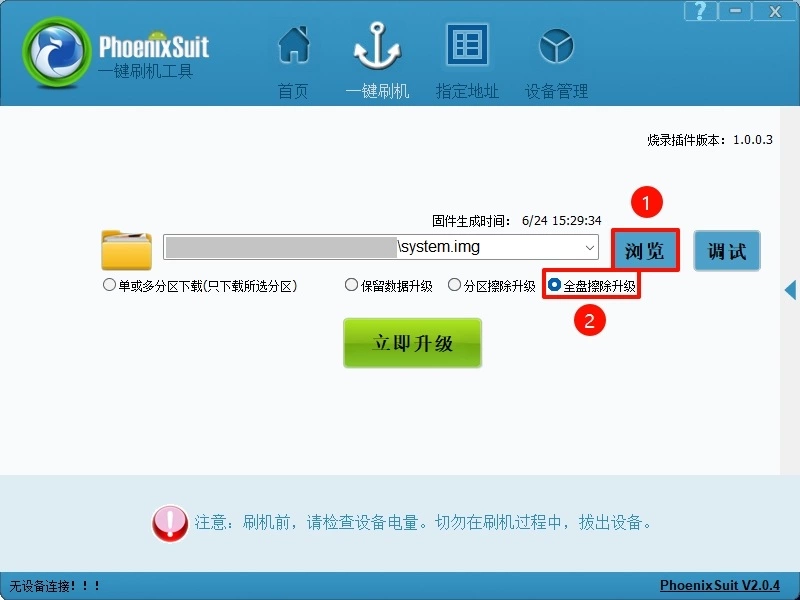 PhoenixSuit
一键刷机工具
首页
一键刷机
指定地址
设备管理
?
烧录插件版本：1.0.0.3
1
固件生成时间： 6/24 15:29:34
\system.img
浏览
调试
单或多分区下载(只下载所选分区)
保留数据升级
分区擦除升级
全盘擦除升级
2
立即升级
注意：刷机前，请检查设备电量。切勿在刷机过程中，拔出设备。
无设备连接！！！
PhoenixSuit V2.0.4